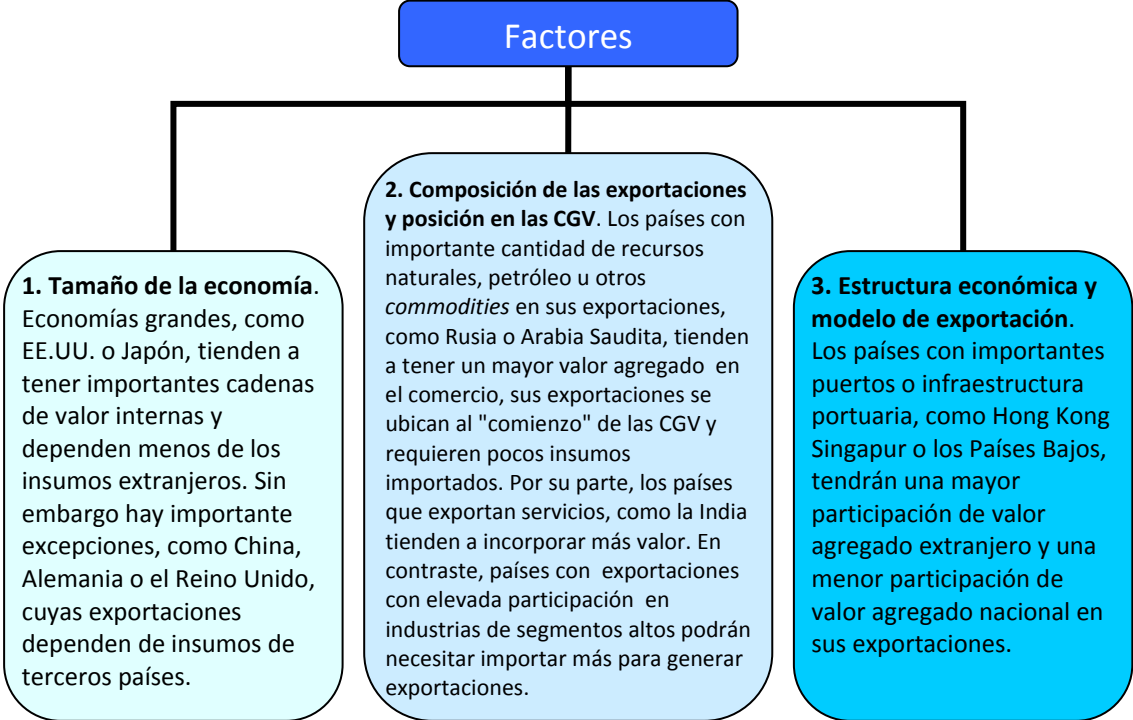 Factores
1. Tamaño de la economía.
Economías grandes, como
EE.UU. o Japón, tienden a
tener importantes cadenas
de valor internas y
dependen menos de los
insumos extranjeros. Sin
embargo hay importante
excepciones, como China,
Alemania o el Reino Unido,
cuyas exportaciones
dependen de insumos de
terceros países.
2. Composición de las exportaciones
y posición en las CGV. Los países con
importante cantidad de recursos
naturales, petróleo u otros
commodities en sus exportaciones,
como Rusia o Arabia Saudita, tienden
a tener un mayor valor agregado en
el comercio, sus exportaciones se
ubican al "comienzo" de las CGV y
requieren pocos insumos
importados. Por su parte, los países
que exportan servicios, como la India
tienden a incorporar más valor. En
contraste, países con exportaciones
con elevada participación en
industrias de segmentos altos podrán
necesitar importar más para generar
exportaciones.
3. Estructura económica y
modelo de exportación.
Los países con importantes
puertos o infraestructura
portuaria, como Hong Kong
Singapur o los Países Bajos,
tendrán una mayor
participación de valor
agregado extranjero y una
menor participación de
valor agregado nacional en
sus exportaciones.